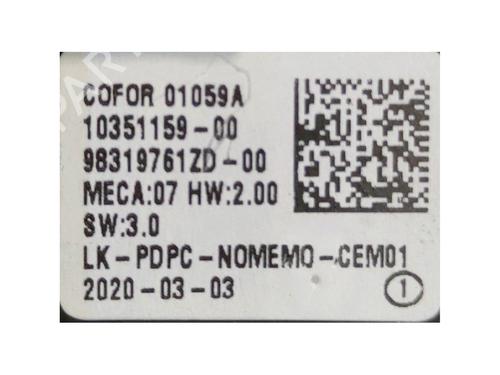 COFOR 01059A
10351159-00
98319761ZD-00
MECA:07 HW:2.00
SW:3.0
LK-PDPC-NOMEMO-CEM01
2020-03-03
1